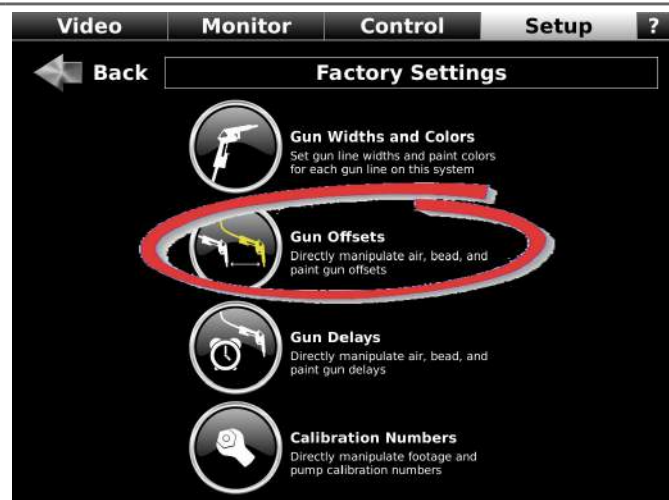 Video Monitor Control Setup ?
Back Factory Settings
Gun Widths and Colors
Set gun line widths and paint colors
for each gun line on this system
Gun Offsets
Directly manipulate air, bead, and
paint gun offsets
Gun Delays
Directly manipulate air, bead, and
paint gun delays
Calibration Numbers
Directly manipulate footage and
pump calibration numbers